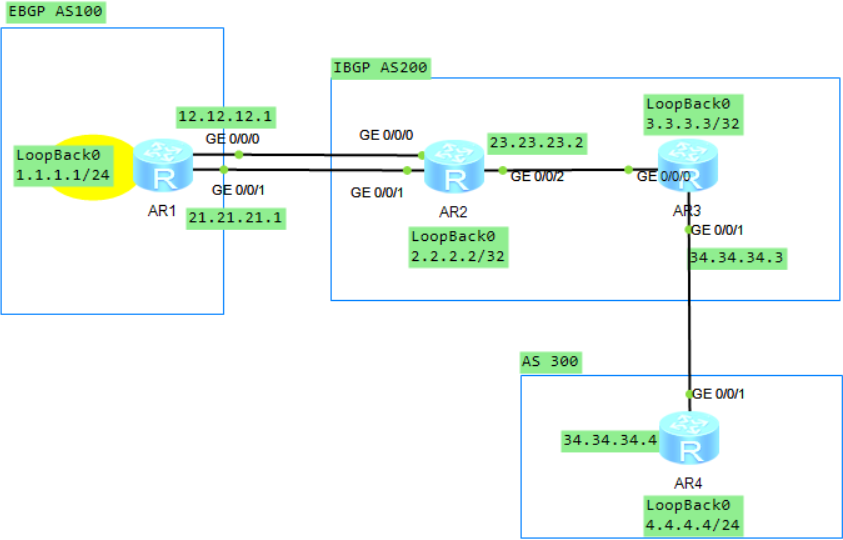 EBGP AS100
IBGP AS200
12.12.12.1
GE 0/0/0
GE 0/0/0
LoopBack0
3.3.3.3/32
LoopBack0
1.1.1.1/24
R
GE 0/0/1
AR1
21.21.21.1
GE 0/0/1
R
AR2
23.23.23.2
GE 0/0/2
GE 0/0/0
R
AR3
LoopBack0
2.2.2.2/32
GE 0/0/1
34.34.34.3
AS 300
GE 0/0/1
34.34.34.4
R
AR4
LoopBack0
4.4.4.4/24